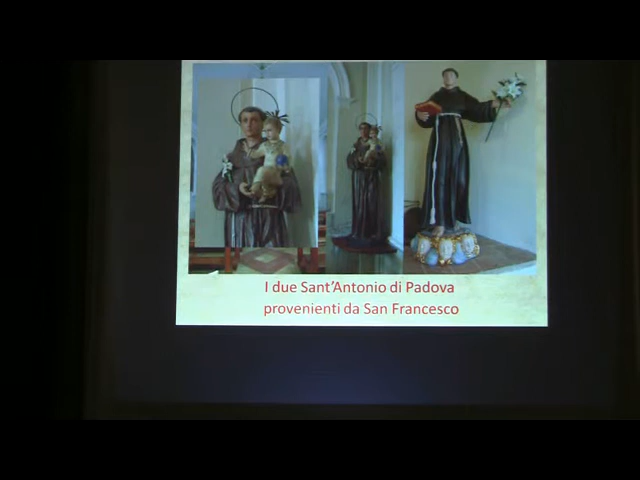 I due Sant'Antonio di Padova
provenienti da San Francesco